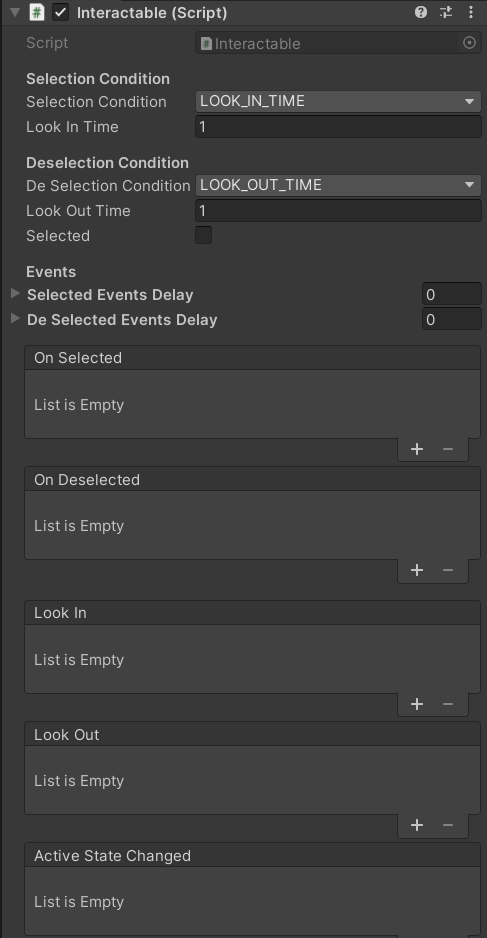 Interactable (Script)
Script Interactable
Selection Condition
Selection Condition LOOK_IN_TIME
Look In Time 1
Deselection Condition
De Selection Condition LOOK_OUT_TIME
Look Out Time 1
Selected
Events
Selected Events Delay 0
De Selected Events Delay 0
On Selected
List is Empty
On Deselected
List is Empty
Look In
List is Empty
Look Out
List is Empty
Active State Changed
List is Empty